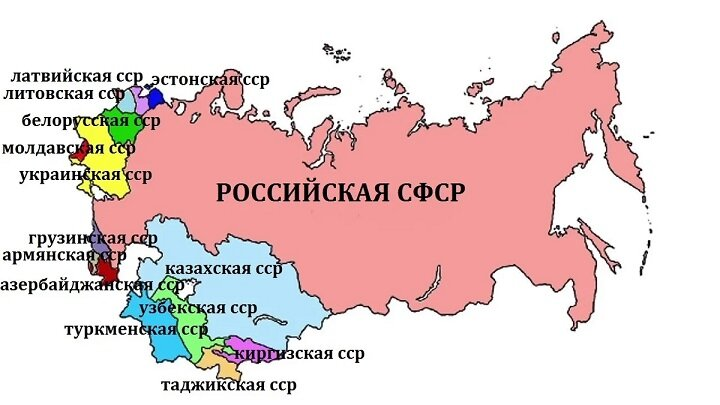 латвийская сср
эстонская сср
литовская сср
белорусская сср
молдавская сср
украинская сср
РОССИЙСКАЯ СФСР
грузинская сср
армянская сср
казахская сср
азербайджанская сср
узбекская сср
туркменская сср
киргизская сср
таджикская сср